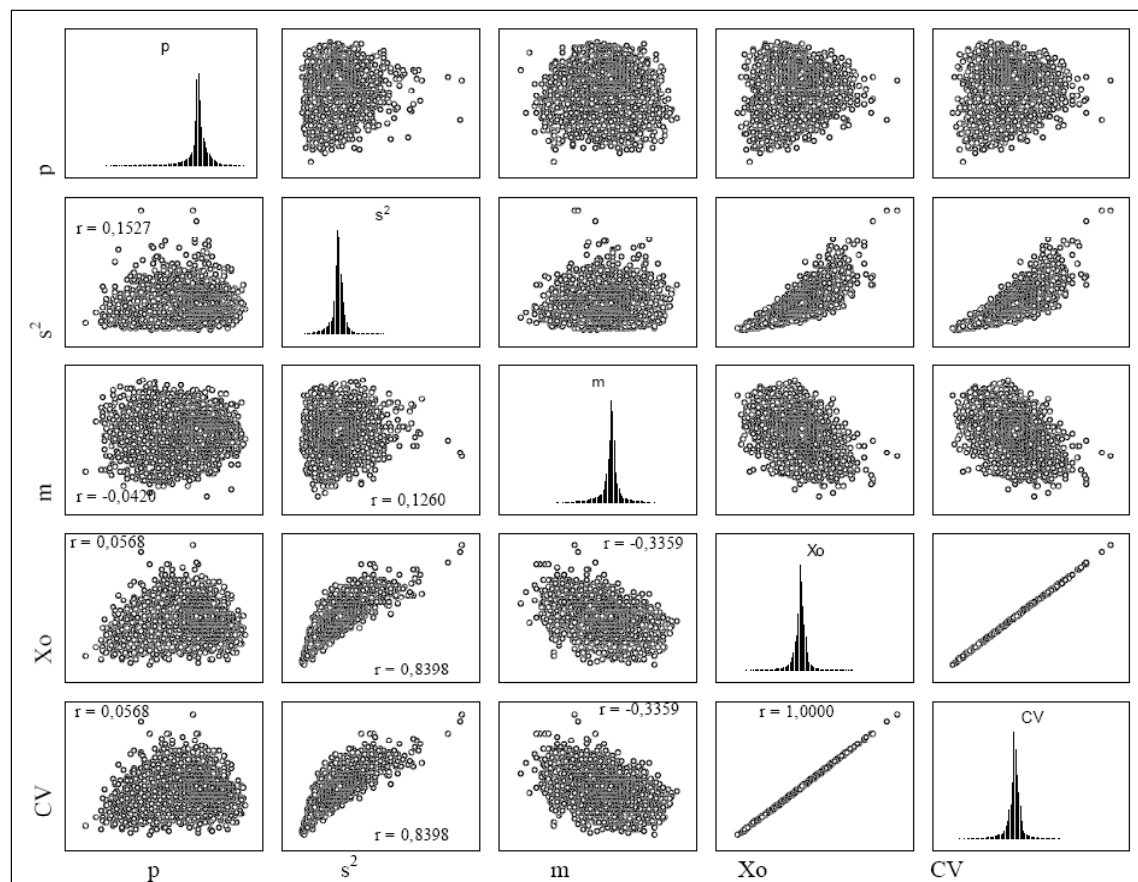 p
p
r = 0,1527
s²
s²
m
m
r = -0,0420
r = 0,1260
r = 0,0568
r = -0,3359
Xo
Xo
r = 0,8398
r = 0,0568
r = -0,3359
r = 1,0000
CV
CV
r = 0,8398
p s² m Xo CV